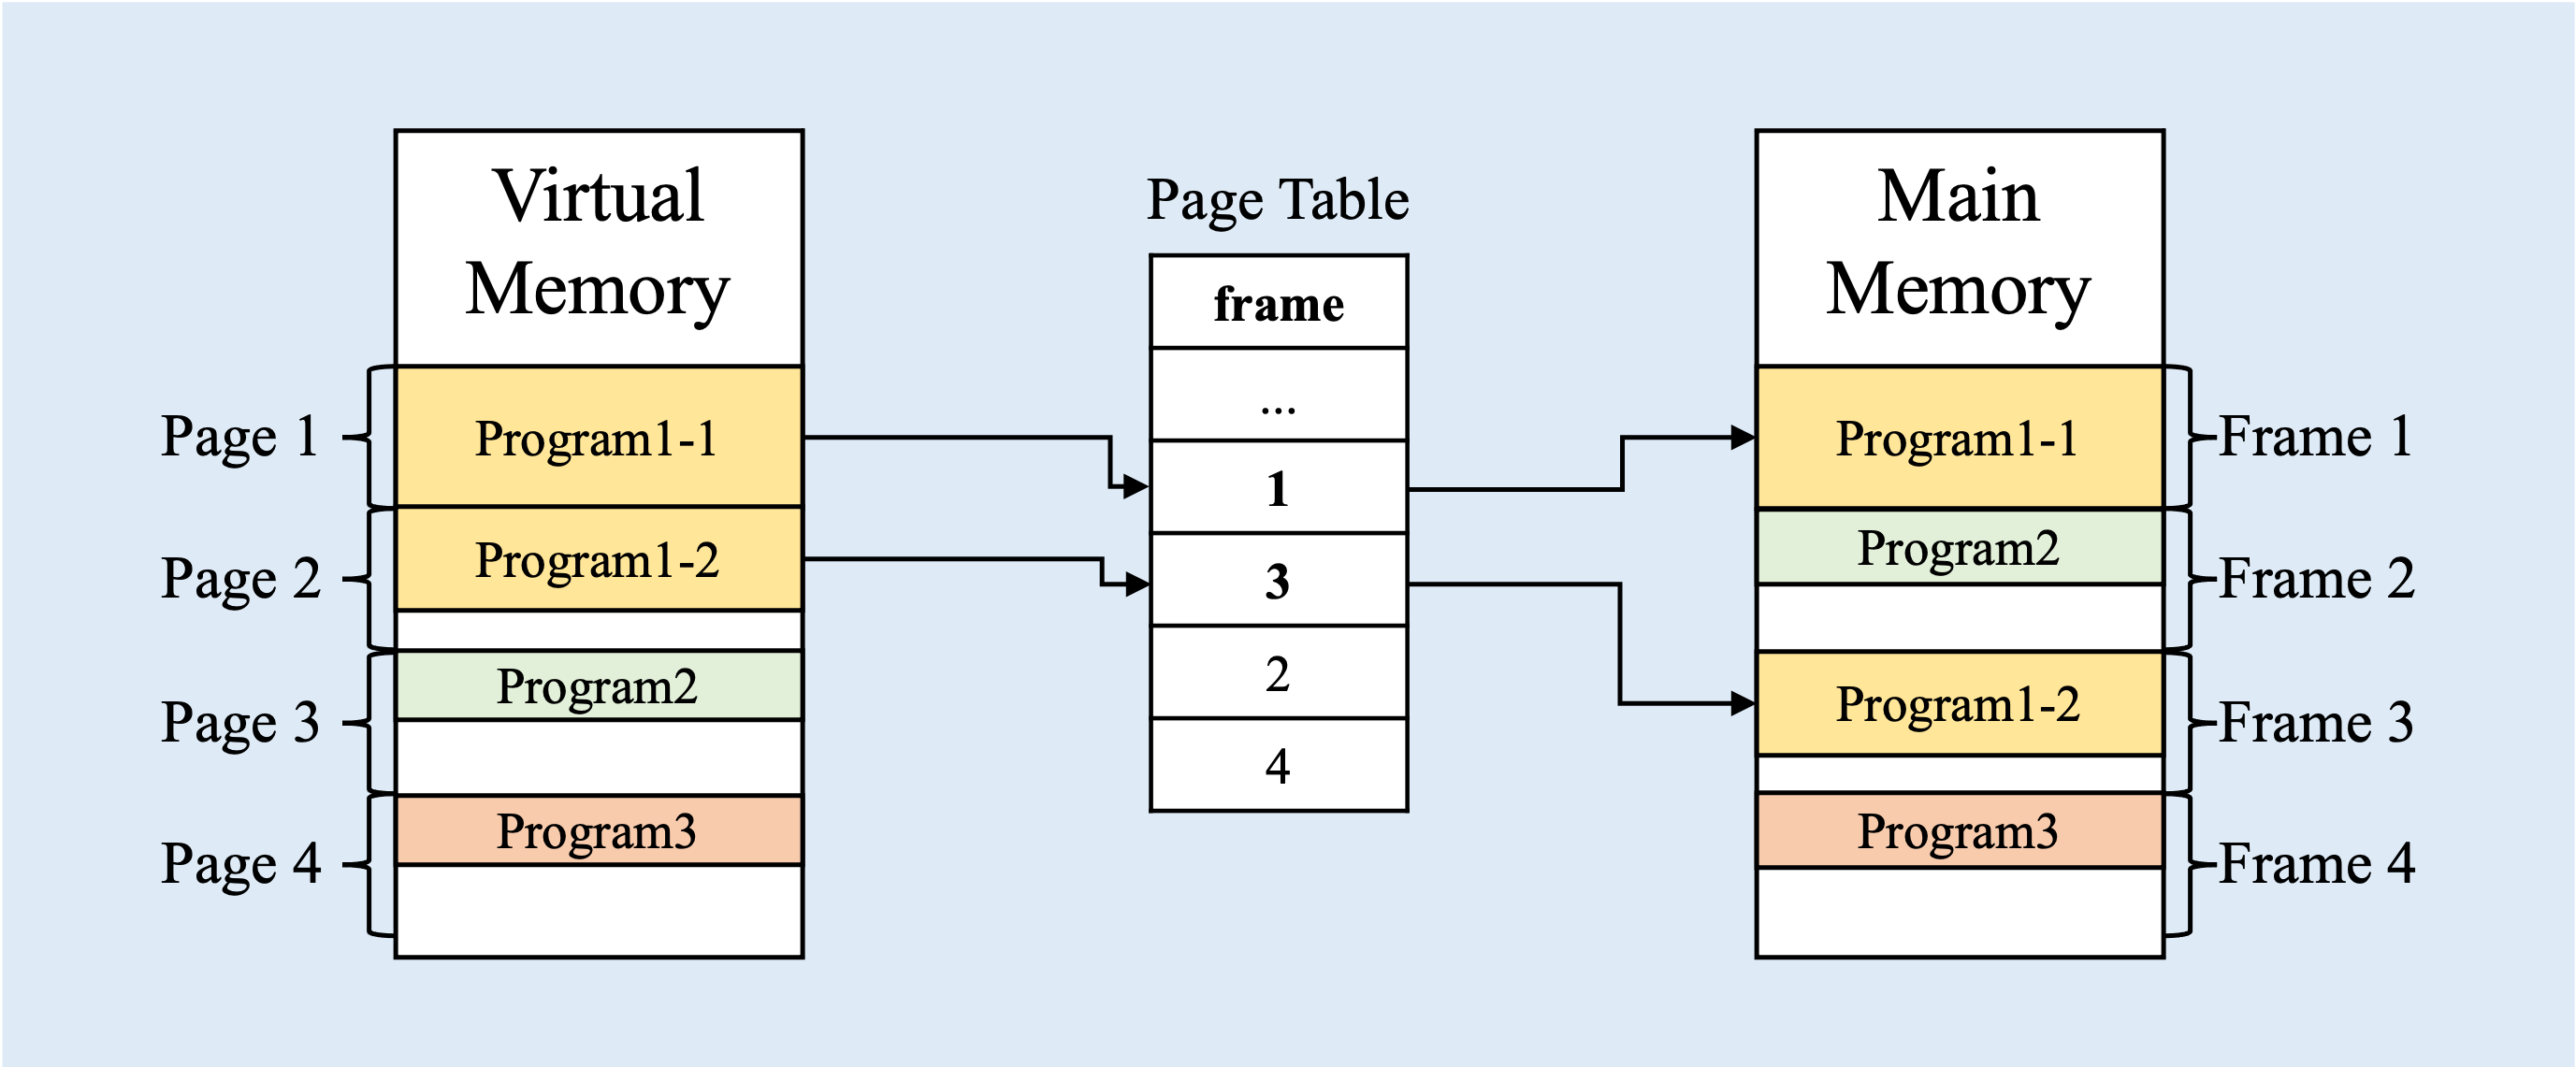 Virtual
Memory
Page 1
Program1-1
Page 2
Program1-2
Page 3
Program2
Page 4
Program3
Page Table
frame
...
1
3
2
4
Main
Memory
Program1-1
Frame 1
Program2
Frame 2
Program1-2
Frame 3
Program3
Frame 4